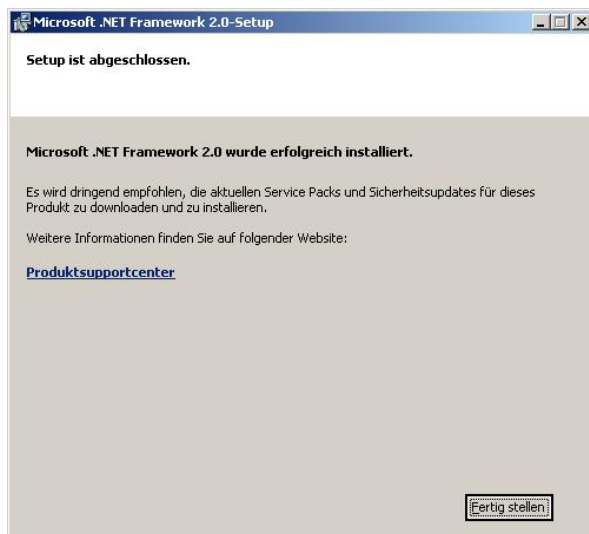 Microsoft .NET Framework 2.0-Setup
Setup ist abgeschlossen.
Microsoft .NET Framework 2.0 wurde erfolgreich installiert.
Es wird dringend empfohlen, die aktuellen Service Packs und Sicherheitsupdates für dieses
Produkt zu downloaden und zu installieren.
Weitere Informationen finden Sie auf folgender Website:
Produktsupportcenter
Fertig stellen